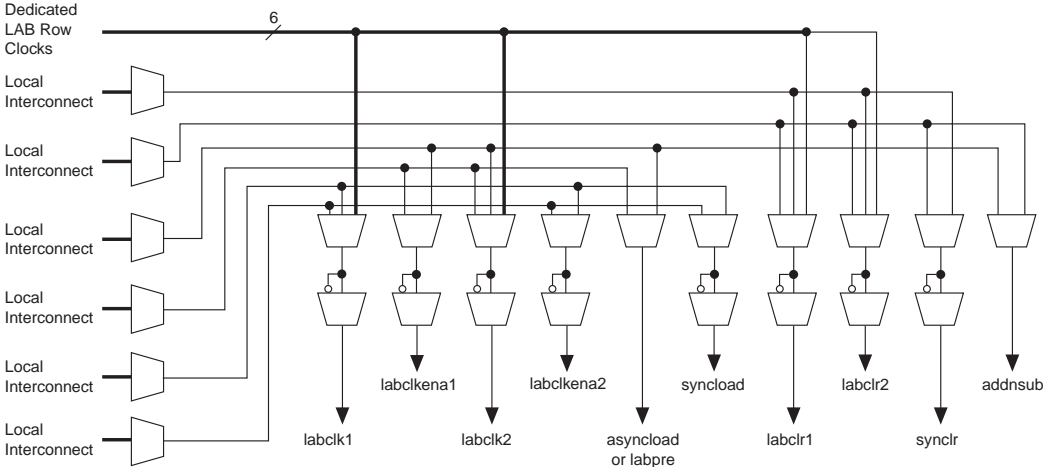 Dedicated
LAB Row
Clocks
6
Local
Interconnect
Local
Interconnect
Local
Interconnect
Local
Interconnect
Local
Interconnect
Local
Interconnect
labclkena1
labclkena2
syncload
labclr2
addnsub
labclk1
labclk2
asyncload
or labpre
labclr1
synclr